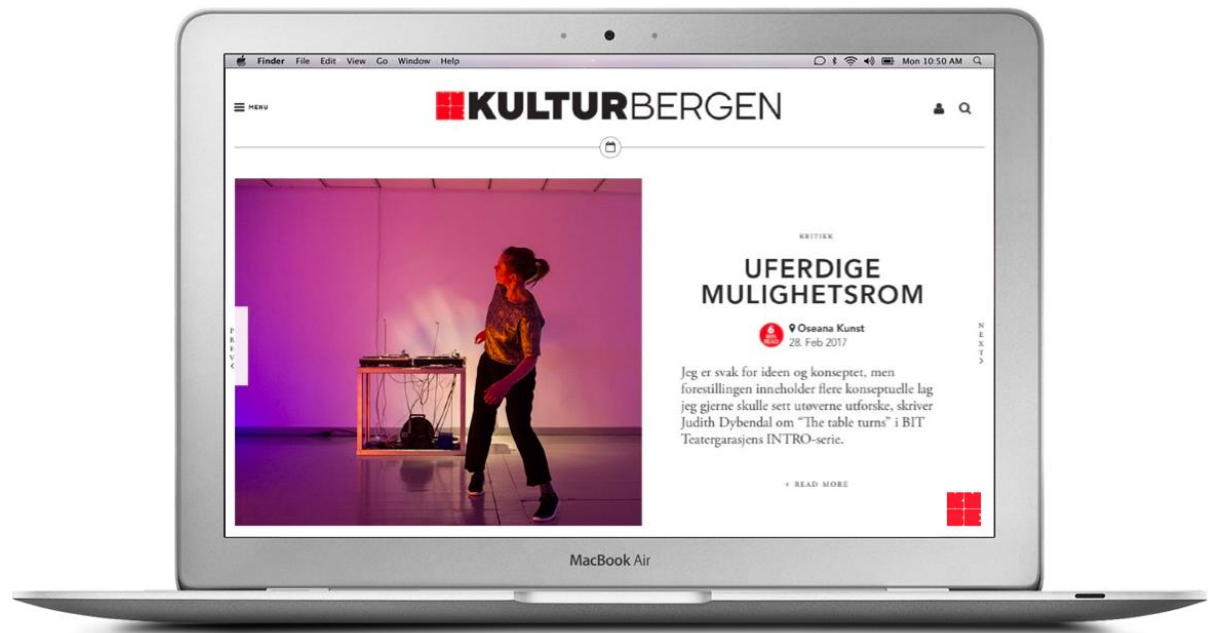 Finder File Edit View Go Window Help Mon 10:50 AM
MENU
KULTURBERGEN
KRITIKK
UFERDIGE
MULIGHETSROM
6
MIN
READ
Oseana Kunst
28. Feb 2017
PREV
NEXT
Jeg er svak for ideen og konseptet, men
forestillingen inneholder flere konseptuelle lag
jeg gjerne skulle sett utøverne utforske, skriver
Judith Dybendal om “The table turns” i BIT
Teatergarasjens INTRO-serie.
+ READ MORE
MacBook Air